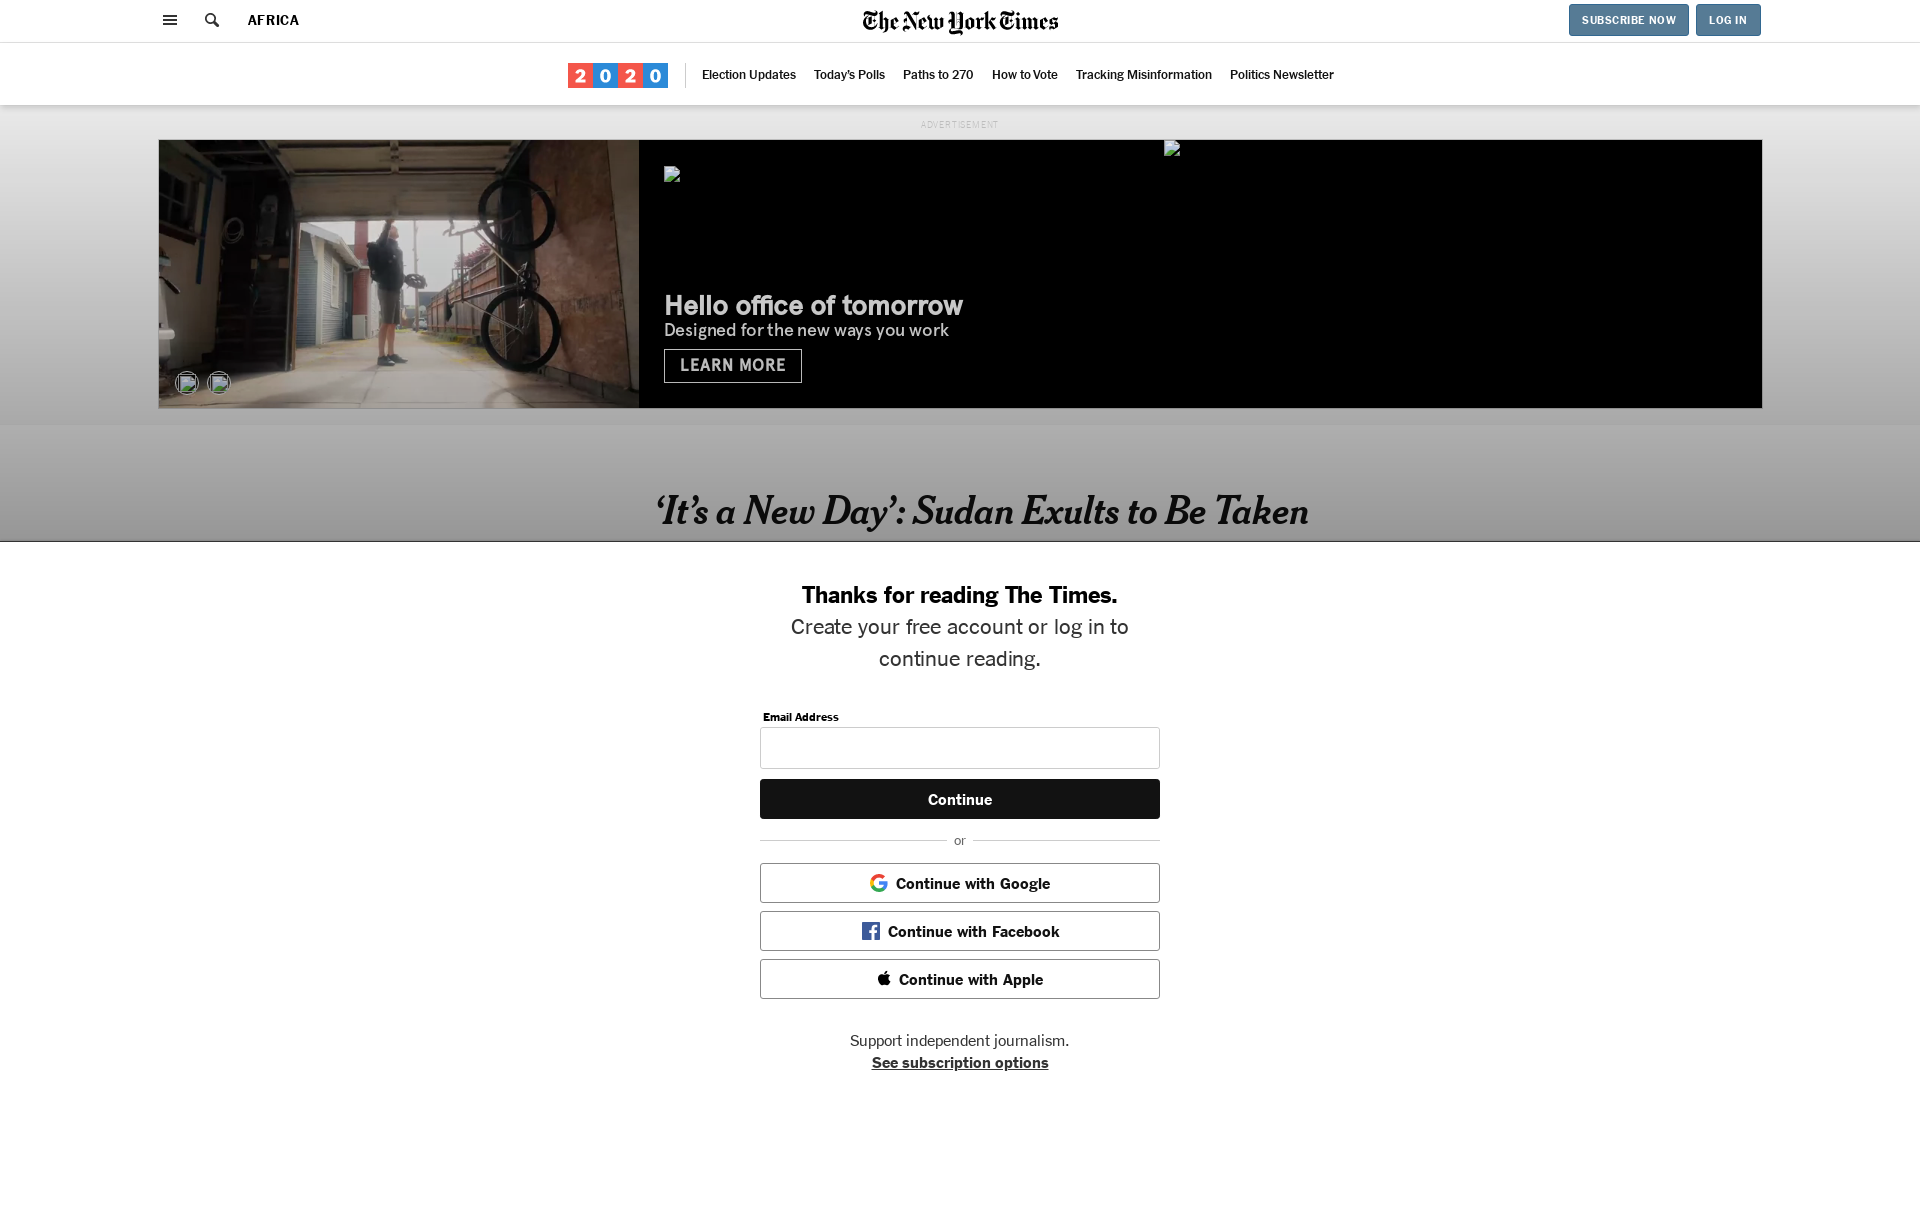 AFRICA
The New York Times
SUBSCRIBE NOW
LOG IN
2020
Election Updates
Today's Polls
Paths to 270
How to Vote
Tracking Misinformation
Politics Newsletter
ADVERTISEMENT
Hello office of tomorrow
Designed for the new ways you work
LEARN MORE
‘It’s a New Day’: Sudan Exults to Be Taken
Thanks for reading The Times.
Create your free account or log in to
continue reading.
Email Address
Continue
or
Continue with Google
Continue with Facebook
Continue with Apple
Support independent journalism.
See subscription options